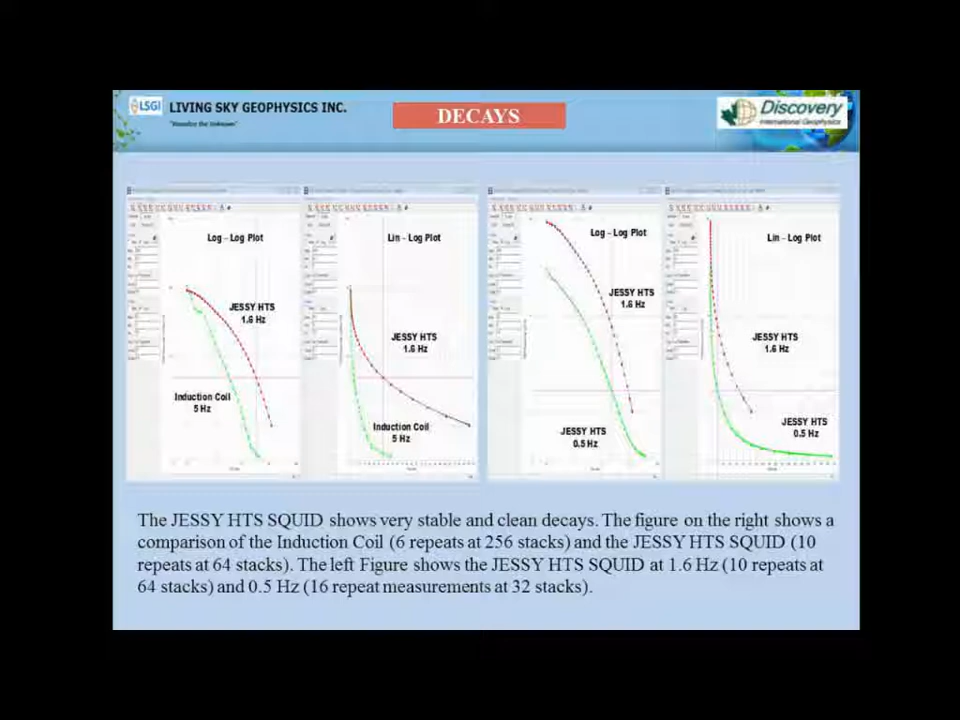 LSGI LIVING SKY GEOPHYSICS INC.
"Visualize the Unknown"
DECAYS
Discovery
International Geophysics
Log – Log Plot
JESSY HTS
1.6 Hz
Induction Coil
5 Hz
Lin – Log Plot
JESSY HTS
1.6 Hz
Induction Coil
5 Hz
Log – Log Plot
JESSY HTS
1.6 Hz
JESSY HTS
0.5 Hz
Lin – Log Plot
JESSY HTS
1.6 Hz
JESSY HTS
0.5 Hz
The JESSY HTS SQUID shows very stable and clean decays. The figure on the right shows a
comparison of the Induction Coil (6 repeats at 256 stacks) and the JESSY HTS SQUID (10
repeats at 64 stacks). The left Figure shows the JESSY HTS SQUID at 1.6 Hz (10 repeats at
64 stacks) and 0.5 Hz (16 repeat measurements at 32 stacks).